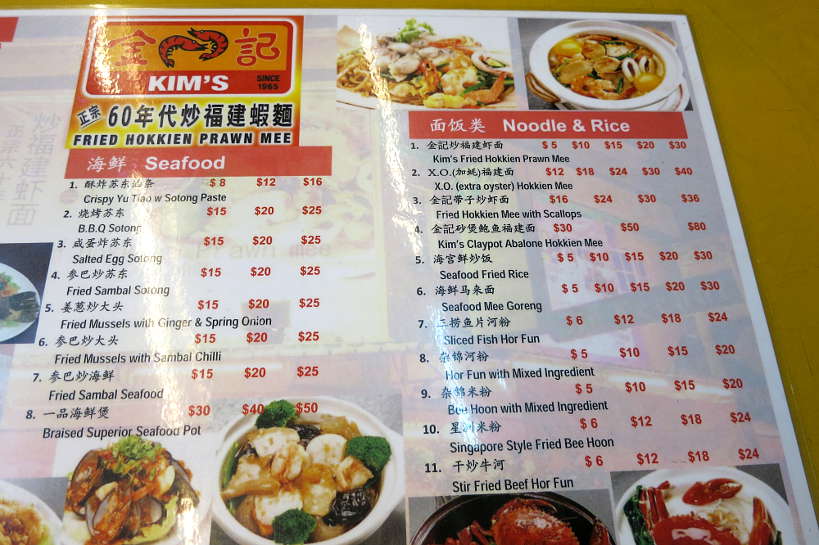 金 記
KIM'S
SINCE 1965
正宗 60年代炒福建蝦麵
FRIED HOKKIEN PRAWN MEE
海鲜 Seafood
1. 酥炸苏东 条 $8 $12 $16
Crispy Yu Tiao w Sotong Paste
2. 烧烤苏东 $15 $20 $25
B.B.Q Sotong
3. 咸蛋炸苏东 $15 $20 $25
Salted Egg Sotong
4. 参巴炒苏东 $15 $20 $25
Fried Sambal Sotong
5. 姜葱炒大头 $15 $20 $25
Fried Mussels with Ginger & Spring Onion
6. 参巴炒大头 $15 $20 $25
Fried Mussels with Sambal Chilli
7. 参巴炒海鲜 $15 $20 $25
Fried Sambal Seafood
8. 一品海鲜煲 $30 $40 $50
Braised Superior Seafood Pot
面饭类 Noodle & Rice
1. 金記炒福建虾面 $5 $10 $15 $20 $30
Kim's Fried Hokkien Prawn Mee
2. X.O.(加蚝)福建面 $12 $18 $24 $30 $40
X.O. (extra oyster) Hokkien Mee
3. 金記带子炒虾面 $16 $24 $30 $36
Fried Hokkien Mee with Scallops
4. 金記砂煲鲍鱼福建面 $30 $50 $80
Kim's Claypot Abalone Hokkien Mee
5. 海宫鲜炒饭 $5 $10 $15 $20 $30
Seafood Fried Rice
6. 海鲜马来面 $5 $10 $15 $20 $30
Seafood Mee Goreng
7. 三捞鱼片河粉 $6 $12 $18 $24
Sliced Fish Hor Fun
8. 杂锦河粉 $5 $10 $15 $20
Hor Fun with Mixed Ingredient
9. 杂锦米粉 $5 $10 $15 $20
Bee Hoon with Mixed Ingredient
10. 星洲米粉 $6 $12 $18 $24
Singapore Style Fried Bee Hoon
11. 干炒牛河 $6 $12 $18 $24
Stir Fried Beef Hor Fun